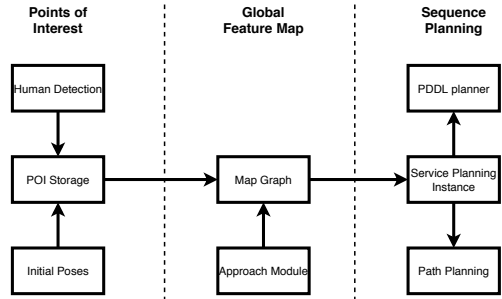 Points of
Interest
Global
Feature Map
Sequence
Planning
Human Detection
PDDL planner
POI Storage
Map Graph
Service Planning
Instance
Initial Poses
Approach Module
Path Planning